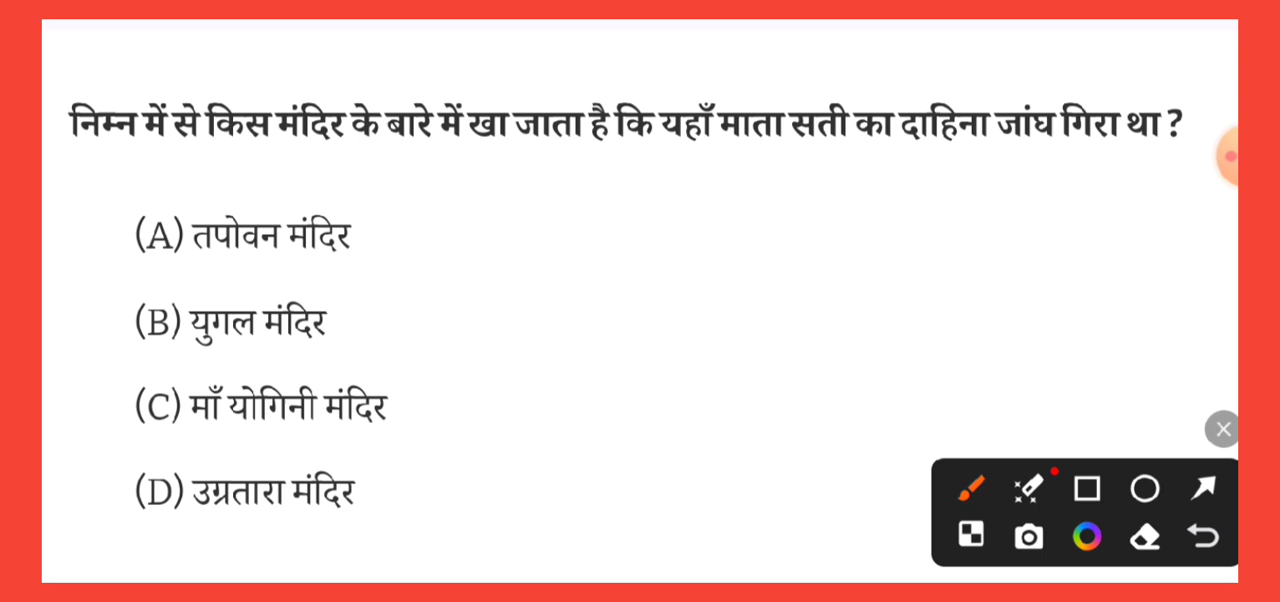 निम्न में से किस मंदिर के बारे में खा जाता है कि यहाँ माता सती का दाहिना जांघ गिरा था ?
(A) तपोवन मंदिर
(B) युगल मंदिर
(C) माँ योगिनी मंदिर
(D) उग्रतारा मंदिर